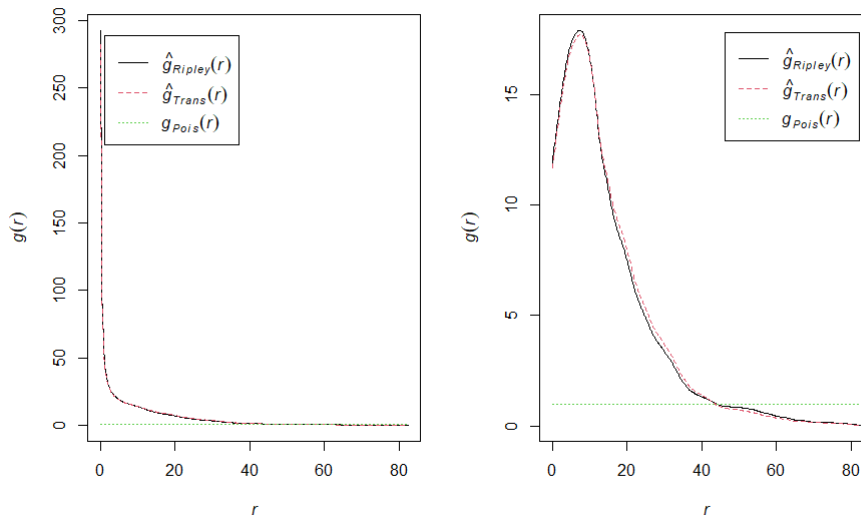 ĝ_Ripley(r)
ĝ_Trans(r)
g_Pois(r)
g(r)
300
250
200
150
100
50
0
0 20 40 60 80
r
ĝ_Ripley(r)
ĝ_Trans(r)
g_Pois(r)
g(r)
15
10
5
0
0 20 40 60 80
r